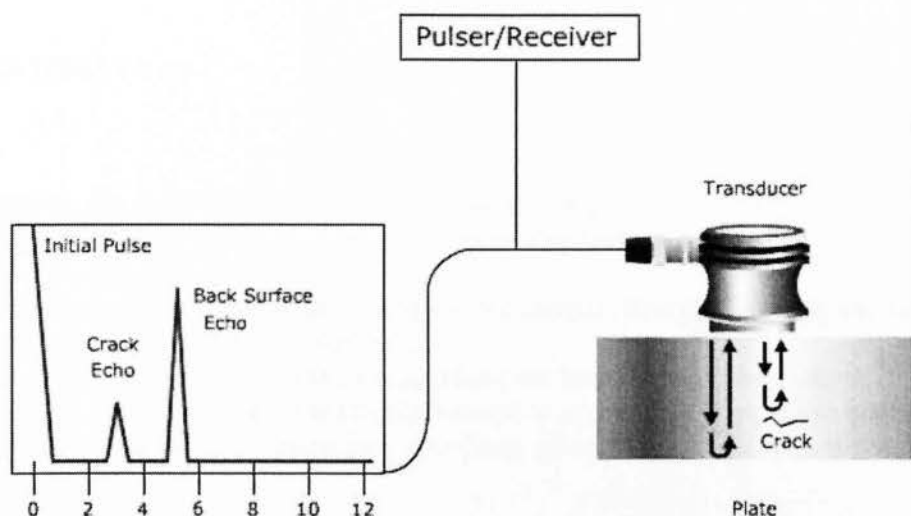 Pulser/Receiver
Transducer
Initial Pulse
Back Surface
Echo
Crack
Echo
Crack
0 2 4 6 8 10 12
Plate